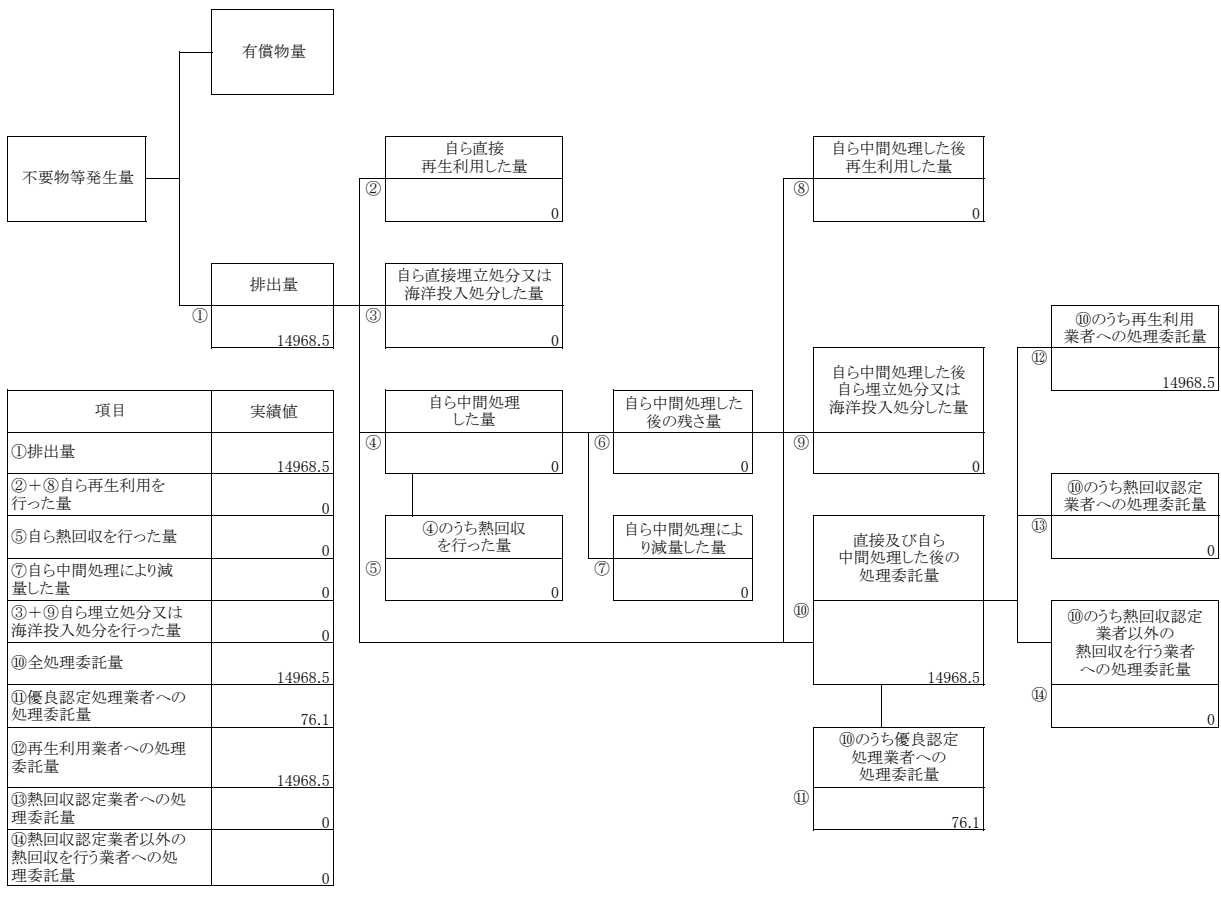 有償物量
不要物等発生量
排出量
①
14968.5
自ら直接
再生利用した量
②
0
自ら直接埋立処分又は
海洋投入処分した量
③
0
自ら中間処理
した量
④
0
④のうち熱回収
を行った量
⑤
0
自ら中間処理した
後の残さ量
⑥
0
自ら中間処理によ
り減量した量
⑦
0
自ら中間処理した後
再生利用した量
⑧
0
自ら中間処理した後
自ら埋立処分又は
海洋投入処分した量
⑨
0
直接及び自ら
中間処理した後の
処理委託量
⑩
14968.5
⑩のうち優良認定
処理業者への
処理委託量
⑪
76.1
⑩のうち再生利用
業者への処理委託量
⑫
14968.5
⑩のうち熱回収認定
業者への処理委託量
⑬
0
⑩のうち熱回収認定
業者以外の
熱回収を行う業者
への処理委託量
⑭
0
項目 実績値
①排出量
14968.5
②＋⑧自ら再生利用を
行った量
0
⑤自ら熱回収を行った量
0
⑦自ら中間処理により減
量した量
0
③＋⑨自ら埋立処分又は
海洋投入処分を行った量
0
⑩全処理委託量
14968.5
⑪優良認定処理業者への
処理委託量
76.1
⑫再生利用業者への処理
委託量
14968.5
⑬熱回収認定業者への処
理委託量
0
⑭熱回収認定業者以外の
熱回収を行う業者への処
理委託量
0